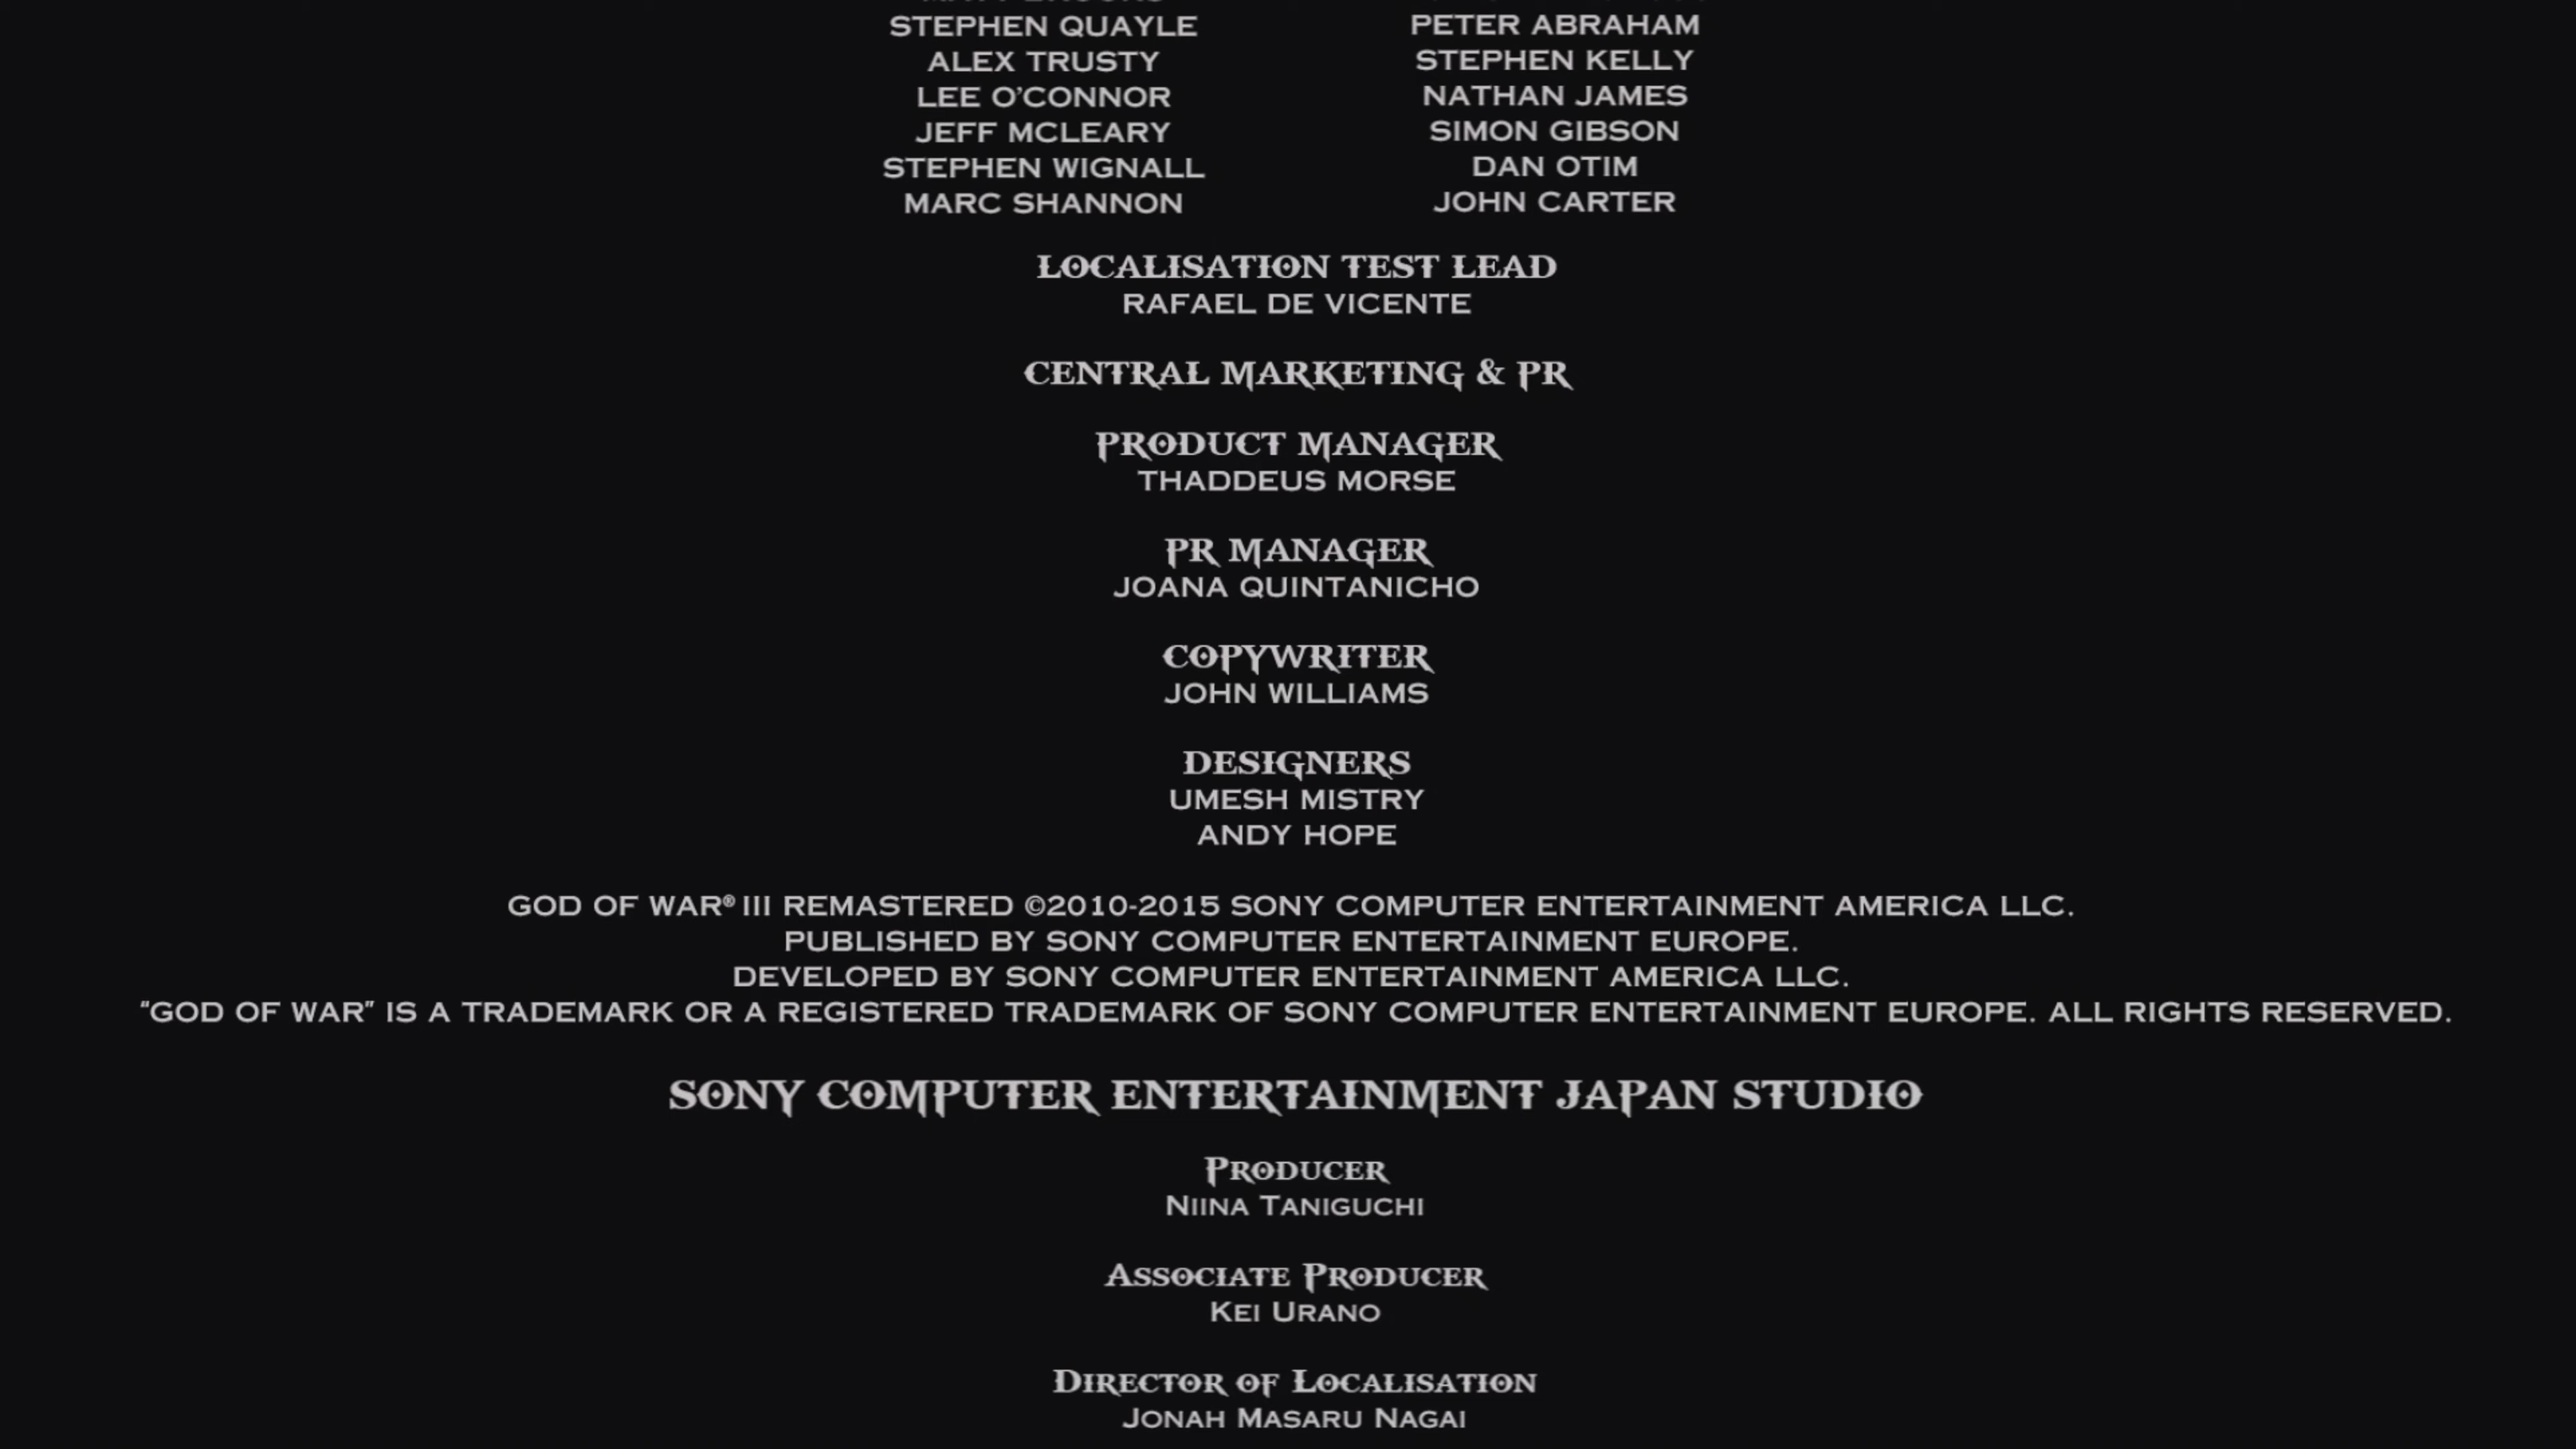 STEPHEN QUAYLE
ALEX TRUSTY
LEE O'CONNOR
JEFF MCLEARY
STEPHEN WIGNALL
MARC SHANNON
PETER ABRAHAM
STEPHEN KELLY
NATHAN JAMES
SIMON GIBSON
DAN OTIM
JOHN CARTER
LOCALISATION TEST LEAD
RAFAEL DE VICENTE
CENTRAL MARKETING & PR
PRODUCT MANAGER
THADDEUS MORSE
PR MANAGER
JOANA QUINTANICHO
COPYWRITER
JOHN WILLIAMS
DESIGNERS
UMESH MISTRY
ANDY HOPE
GOD OF WAR® III REMASTERED ©2010-2015 SONY COMPUTER ENTERTAINMENT AMERICA LLC.
PUBLISHED BY SONY COMPUTER ENTERTAINMENT EUROPE.
DEVELOPED BY SONY COMPUTER ENTERTAINMENT AMERICA LLC.
“GOD OF WAR” IS A TRADEMARK OR A REGISTERED TRADEMARK OF SONY COMPUTER ENTERTAINMENT EUROPE. ALL RIGHTS RESERVED.
SONY COMPUTER ENTERTAINMENT JAPAN STUDIO
PRODUCER
NIINA TANIGUCHI
ASSOCIATE PRODUCER
KEI URANO
DIRECTOR OF LOCALISATION
JONAH MASARU NAGAI